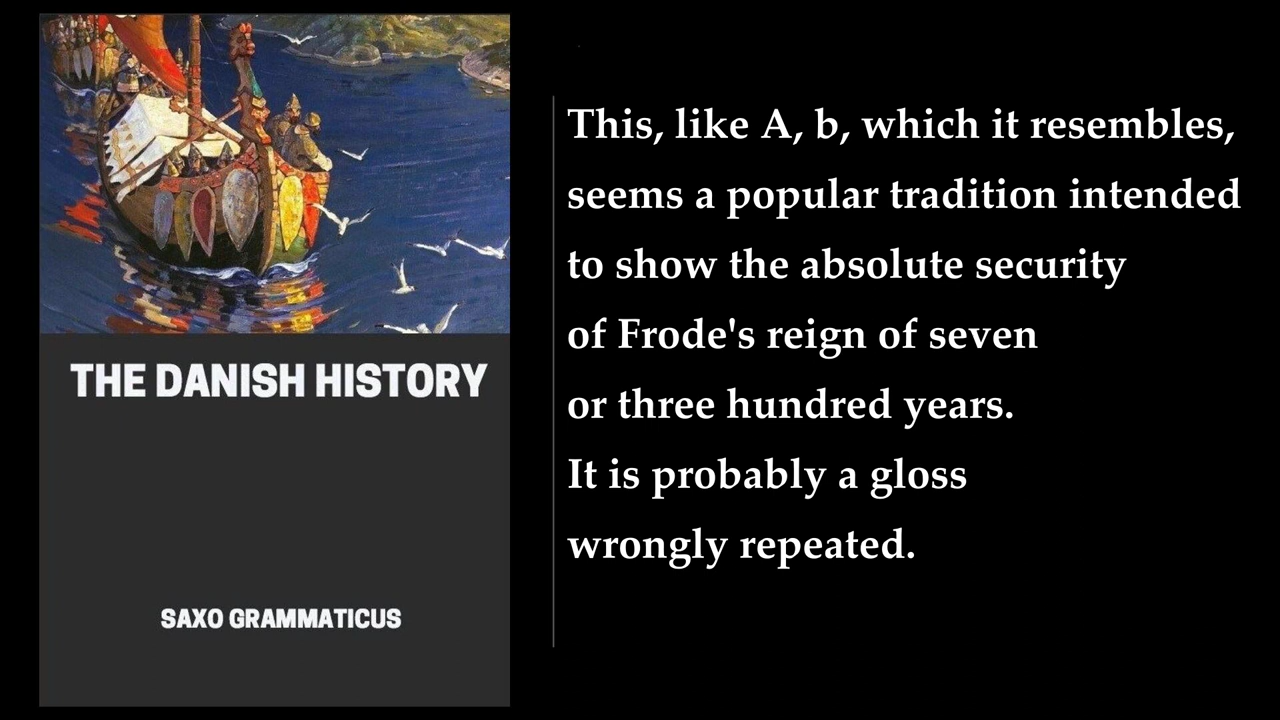 THE DANISH HISTORY
SAXO GRAMMATICUS
This, like A, b, which it resembles,
seems a popular tradition intended
to show the absolute security
of Frode's reign of seven
or three hundred years.
It is probably a gloss
wrongly repeated.